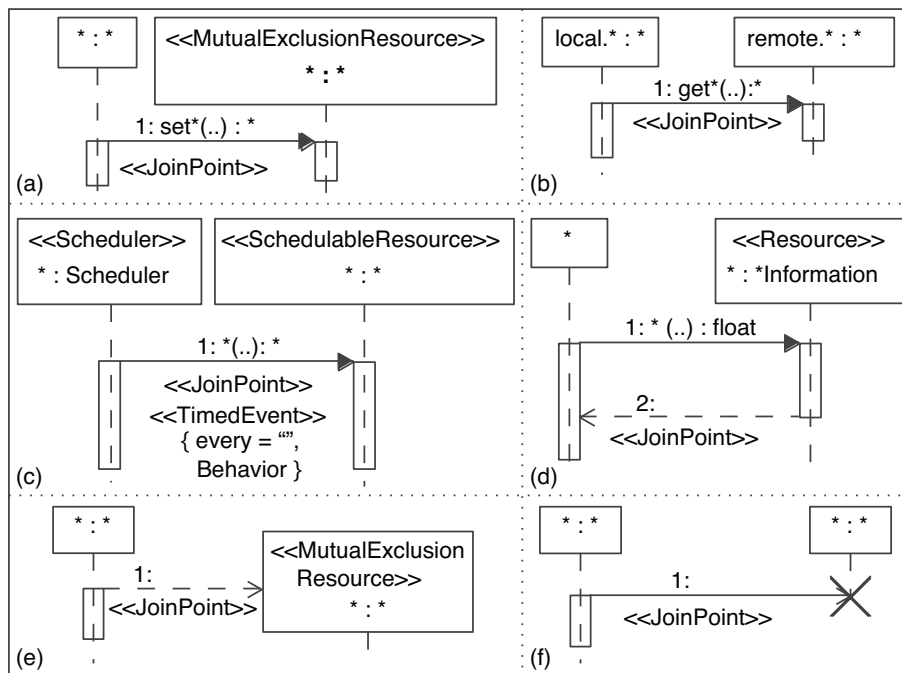 * : *
<<MutualExclusionResource>>
* : *
1: set*(..) : *
<<JoinPoint>>
(a)
local.* : *
remote.* : *
1: get*(..):*
<<JoinPoint>>
(b)
<<Scheduler>>
* : Scheduler
<<SchedulableResource>>
* : *
1: *(..): *
<<JoinPoint>>
<<TimedEvent>>
{ every = “”,
Behavior }
(c)
*
<<Resource>>
* : *Information
1: * (..) : float
2:
<<JoinPoint>>
(d)
* : *
<<MutualExclusion
Resource>>
* : *
1:
<<JoinPoint>>
(e)
* : *
* : *
1:
<<JoinPoint>>
(f)